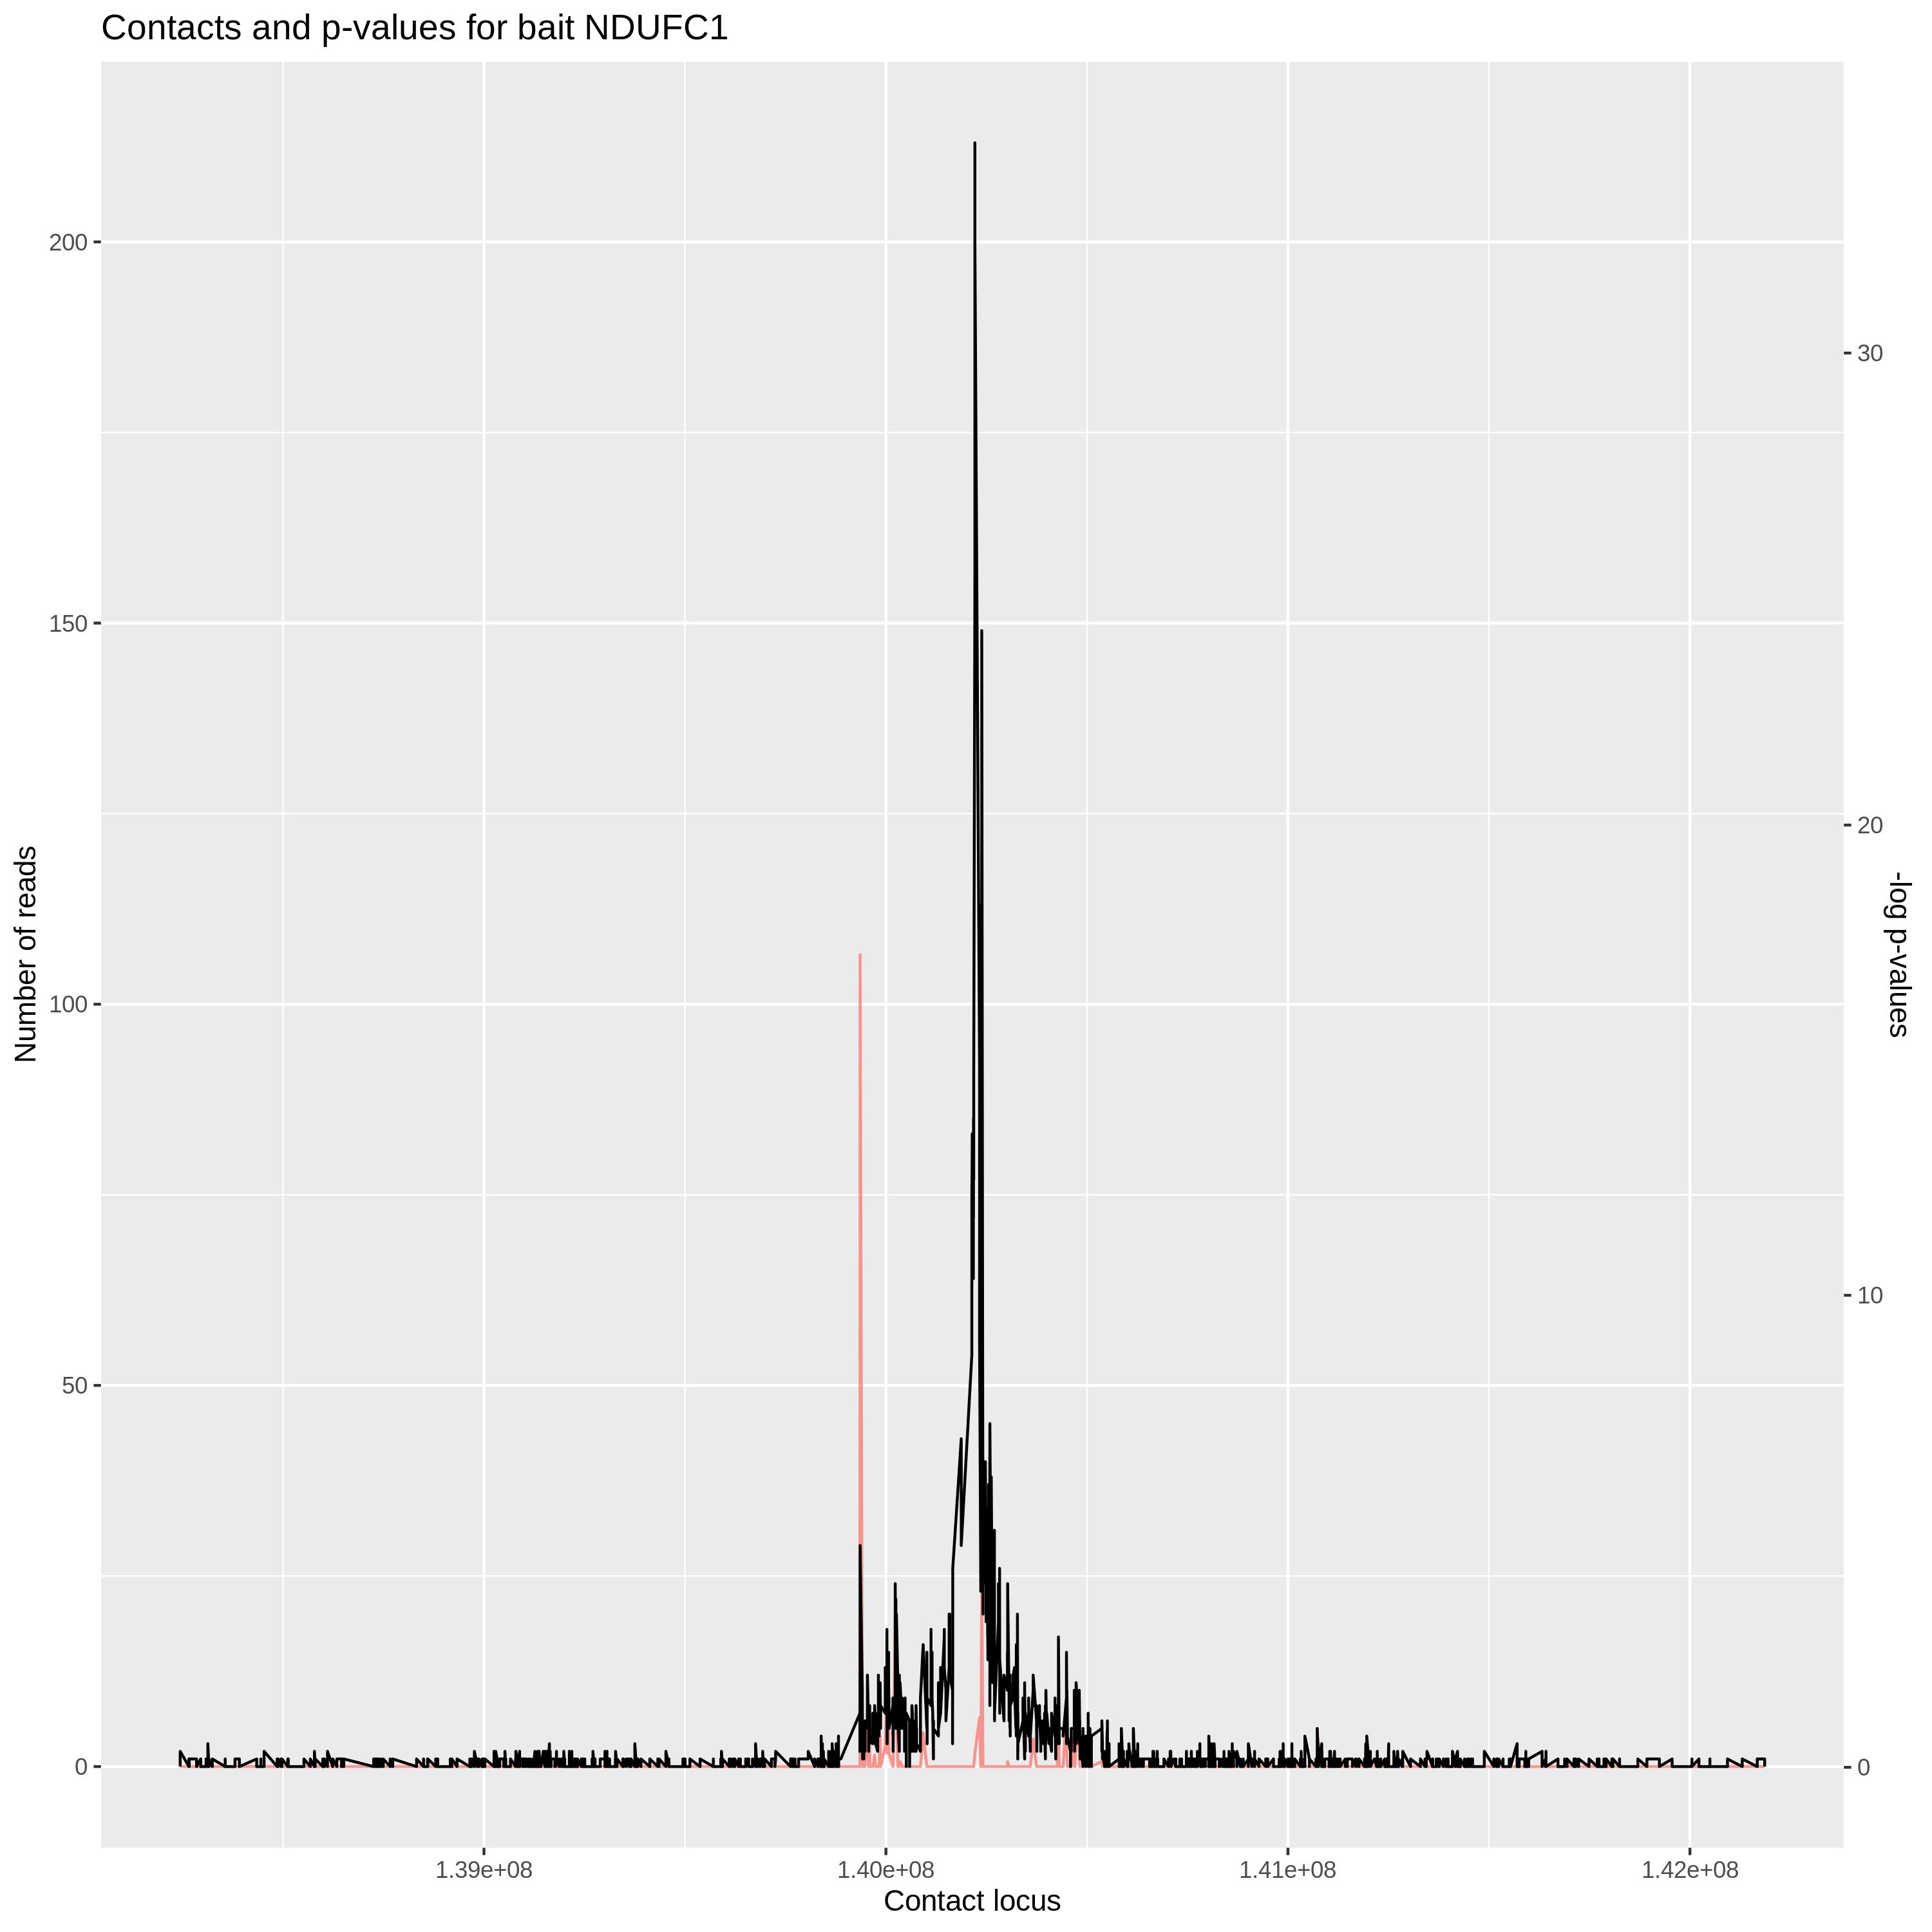 Contacts and p-values for bait NDUFC1
200
150
100
50
0
Number of reads
30
20
10
0
-log p-values
1.39e+08
1.40e+08
1.41e+08
1.42e+08
Contact locus